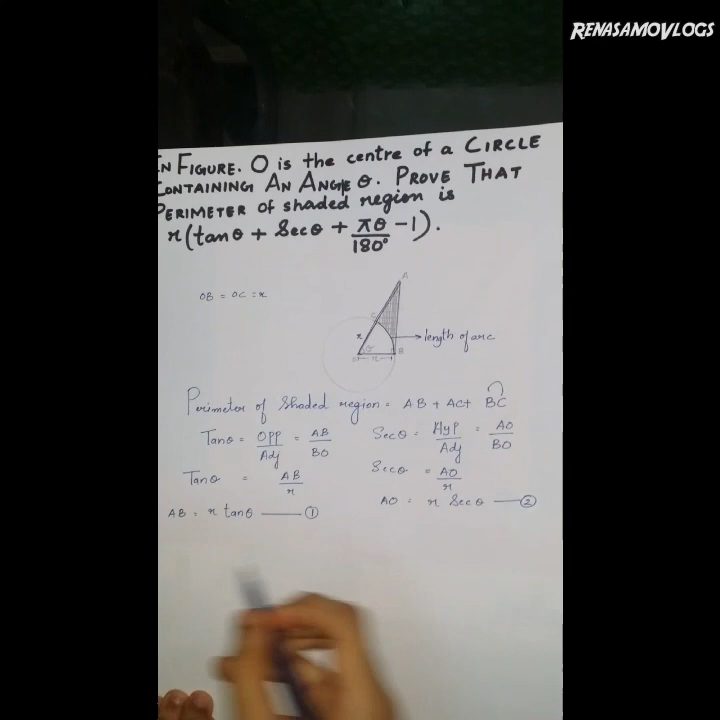 RENASAMOVLOGS
IN FIGURE. O is the centre of a CIRCLE
CONTAINING AN ANGLE θ. PROVE THAT
PERIMETER of shaded region is
r(tanθ + Secθ + πθ/180° - 1).
OB = OC = r
A
C
r
θ
O r B
length of arc
Perimeter of Shaded region = AB + AC + BC
Tanθ = OPP/Adj = AB/BO
Secθ = HyP/Adj = AO/BO
Tanθ = AB/r
Secθ = AO/r
AB = r tanθ —— ①
AO = r Secθ —— ②